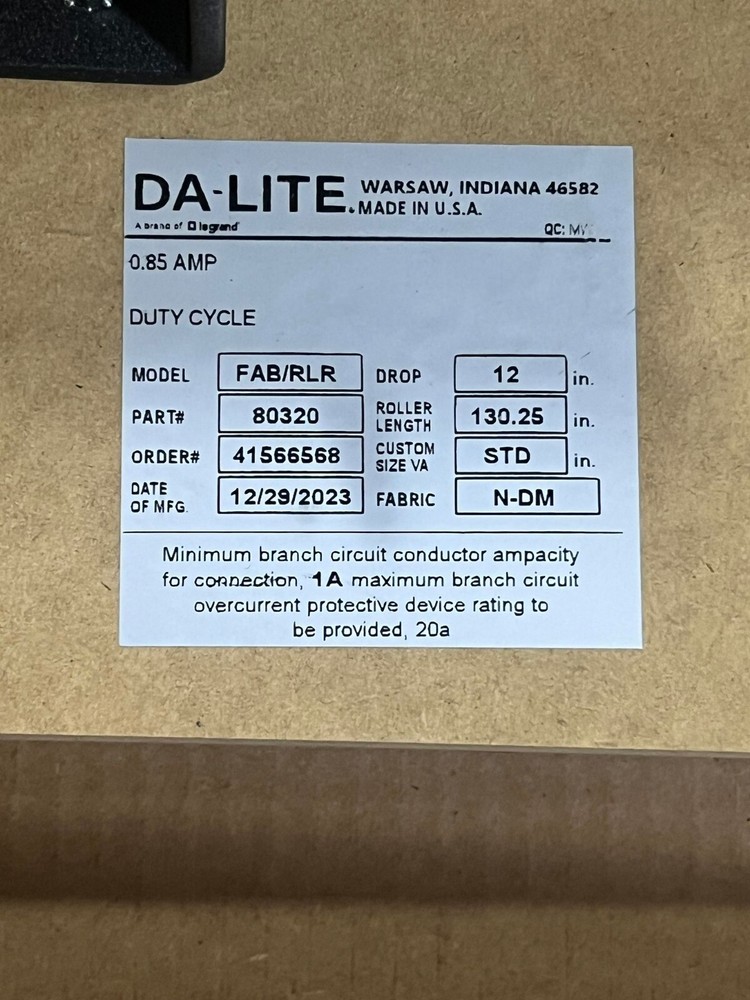 DA-LITE. WARSAW, INDIANA 46582
MADE IN U.S.A.
A brand of legrand QC:
0.85 AMP
DUTY CYCLE
MODEL FAB/RLR DROP 12 in.
PART# 80320 ROLLER LENGTH 130.25 in.
ORDER# 41566568 CUSTOM SIZE VA STD in.
DATE OF MFG. 12/29/2023 FABRIC N-DM
Minimum branch circuit conductor ampacity
for connection, 1A maximum branch circuit
overcurrent protective device rating to
be provided, 20a